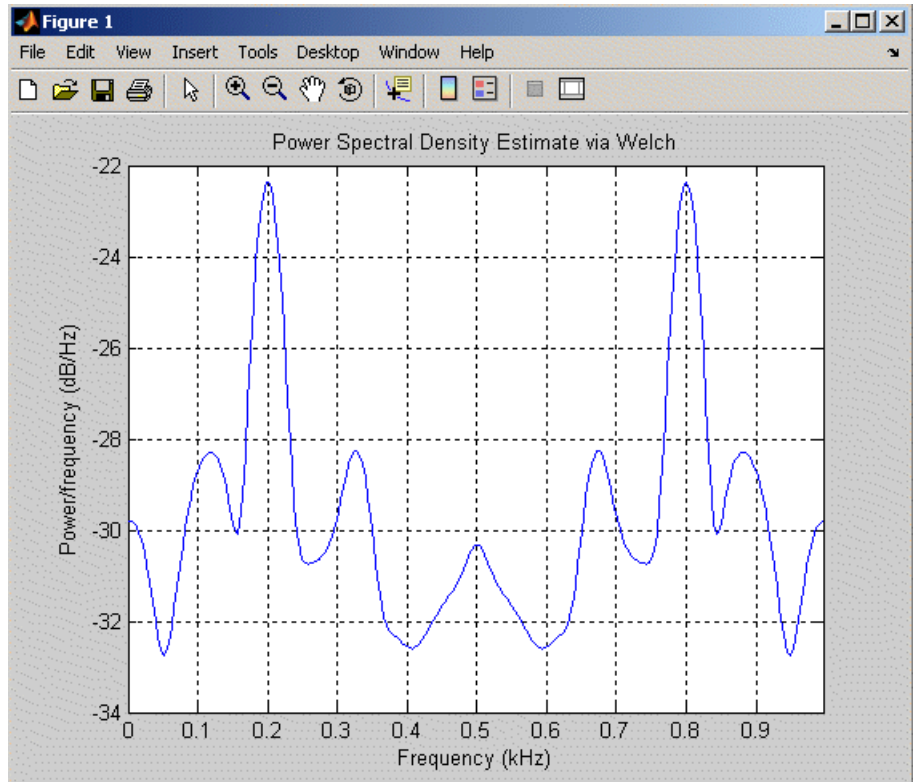 Figure 1
File Edit View Insert Tools Desktop Window Help
Power Spectral Density Estimate via Welch
Power/frequency (dB/Hz)
-22
-24
-26
-28
-30
-32
-34
0 0.1 0.2 0.3 0.4 0.5 0.6 0.7 0.8 0.9
Frequency (kHz)